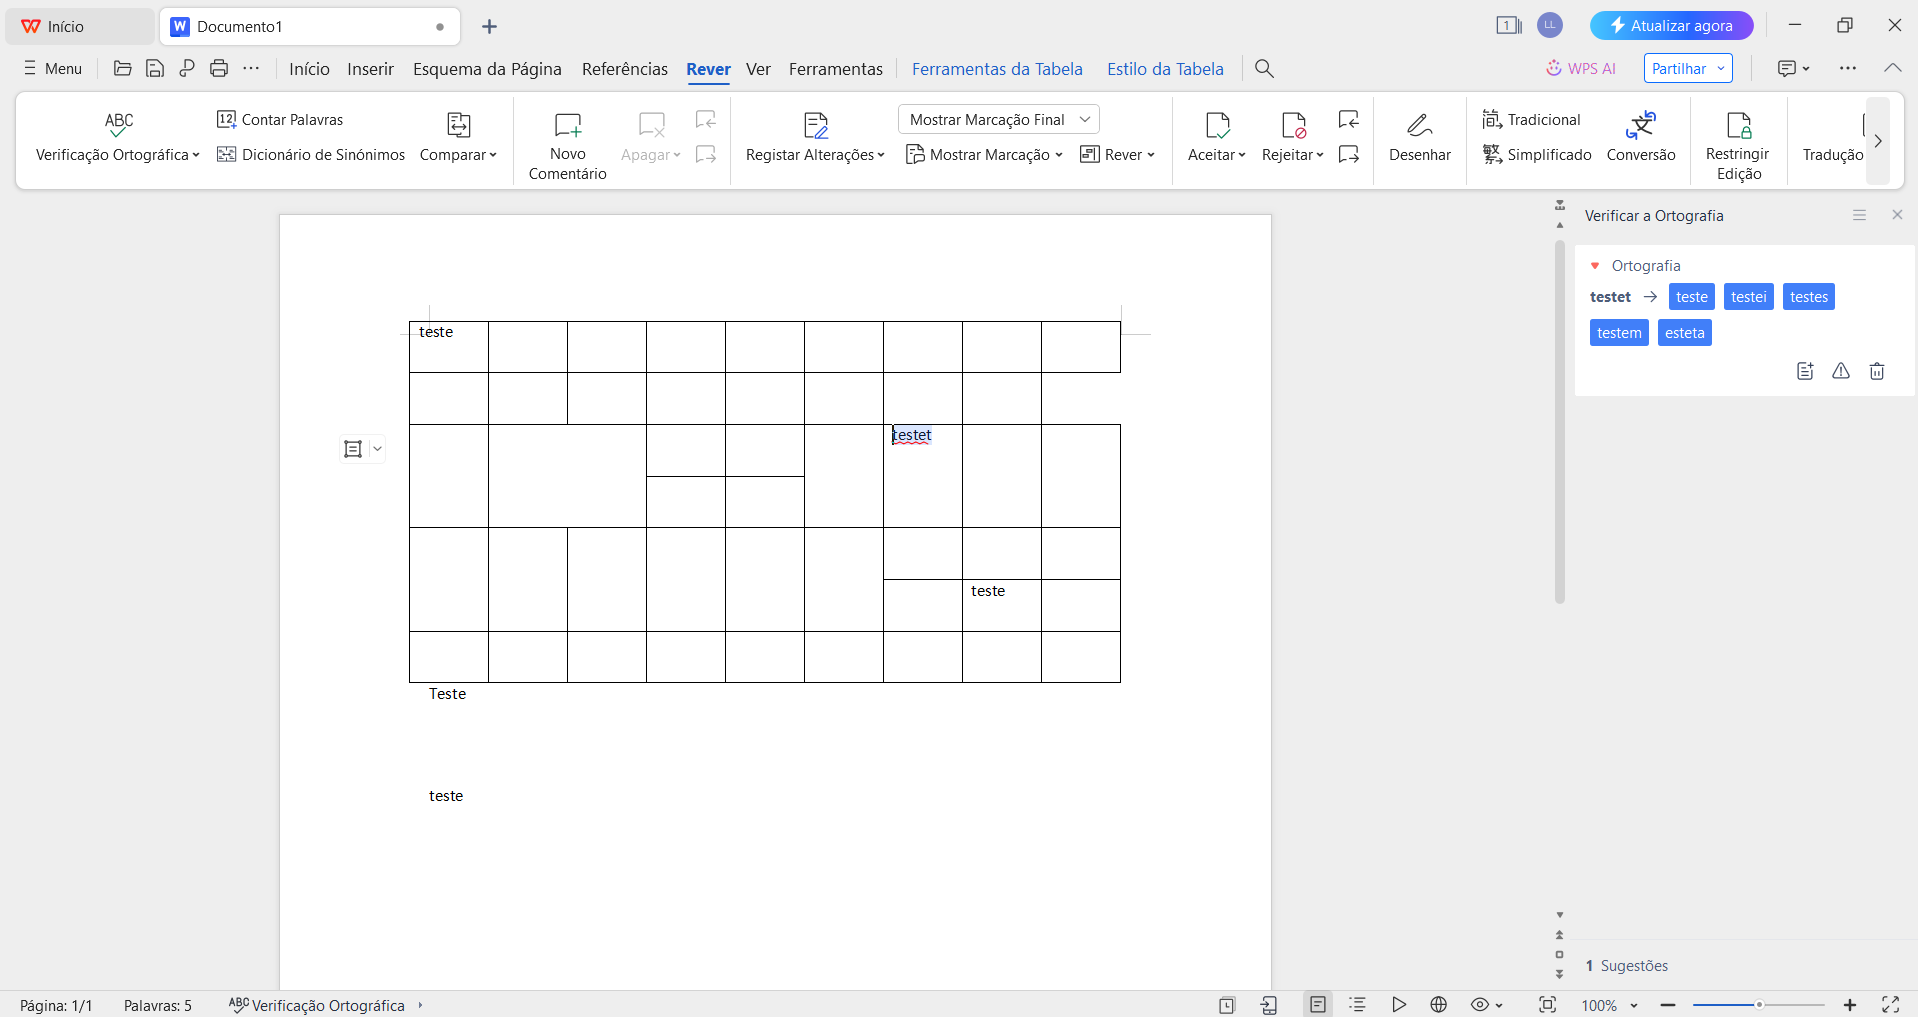 Início
Documento1
1
LL
Atualizar agora
Menu
Início Inserir Esquema da Página Referências Rever Ver Ferramentas Ferramentas da Tabela Estilo da Tabela
WPS AI
Partilhar
ABC
Verificação Ortográfica
Contar Palavras
Dicionário de Sinónimos
Comparar
Novo
Comentário
Apagar
Registar Alterações
Mostrar Marcação Final
Mostrar Marcação
Rever
Aceitar
Rejeitar
Desenhar
简 Tradicional
繁 Simplificado
Conversão
Restringir
Edição
Tradução
teste
testet
teste
Teste
teste
Verificar a Ortografia
Ortografia
testet → teste testei testes
testem esteta
1 Sugestões
Página: 1/1 Palavras: 5 ABC Verificação Ortográfica
100%